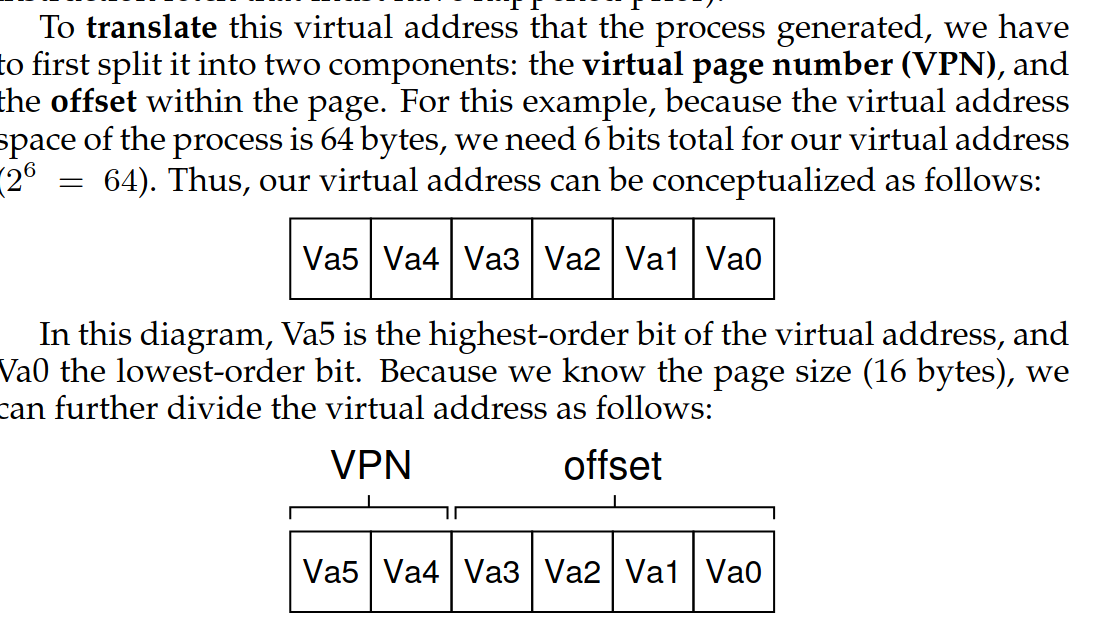 To translate this virtual address that the process generated, we have
to first split it into two components: the virtual page number (VPN), and
the offset within the page. For this example, because the virtual address
space of the process is 64 bytes, we need 6 bits total for our virtual address
(2⁶ = 64). Thus, our virtual address can be conceptualized as follows:
Va5 Va4 Va3 Va2 Va1 Va0
In this diagram, Va5 is the highest-order bit of the virtual address, and
Va0 the lowest-order bit. Because we know the page size (16 bytes), we
can further divide the virtual address as follows:
VPN offset
Va5 Va4 Va3 Va2 Va1 Va0